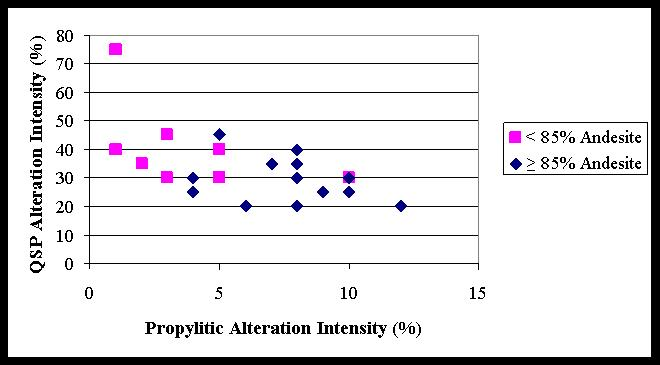 80
70
60
50
40
30
20
10
0
QSP Alteration Intensity (%)
0 5 10 15
Propylitic Alteration Intensity (%)
< 85% Andesite
≥ 85% Andesite